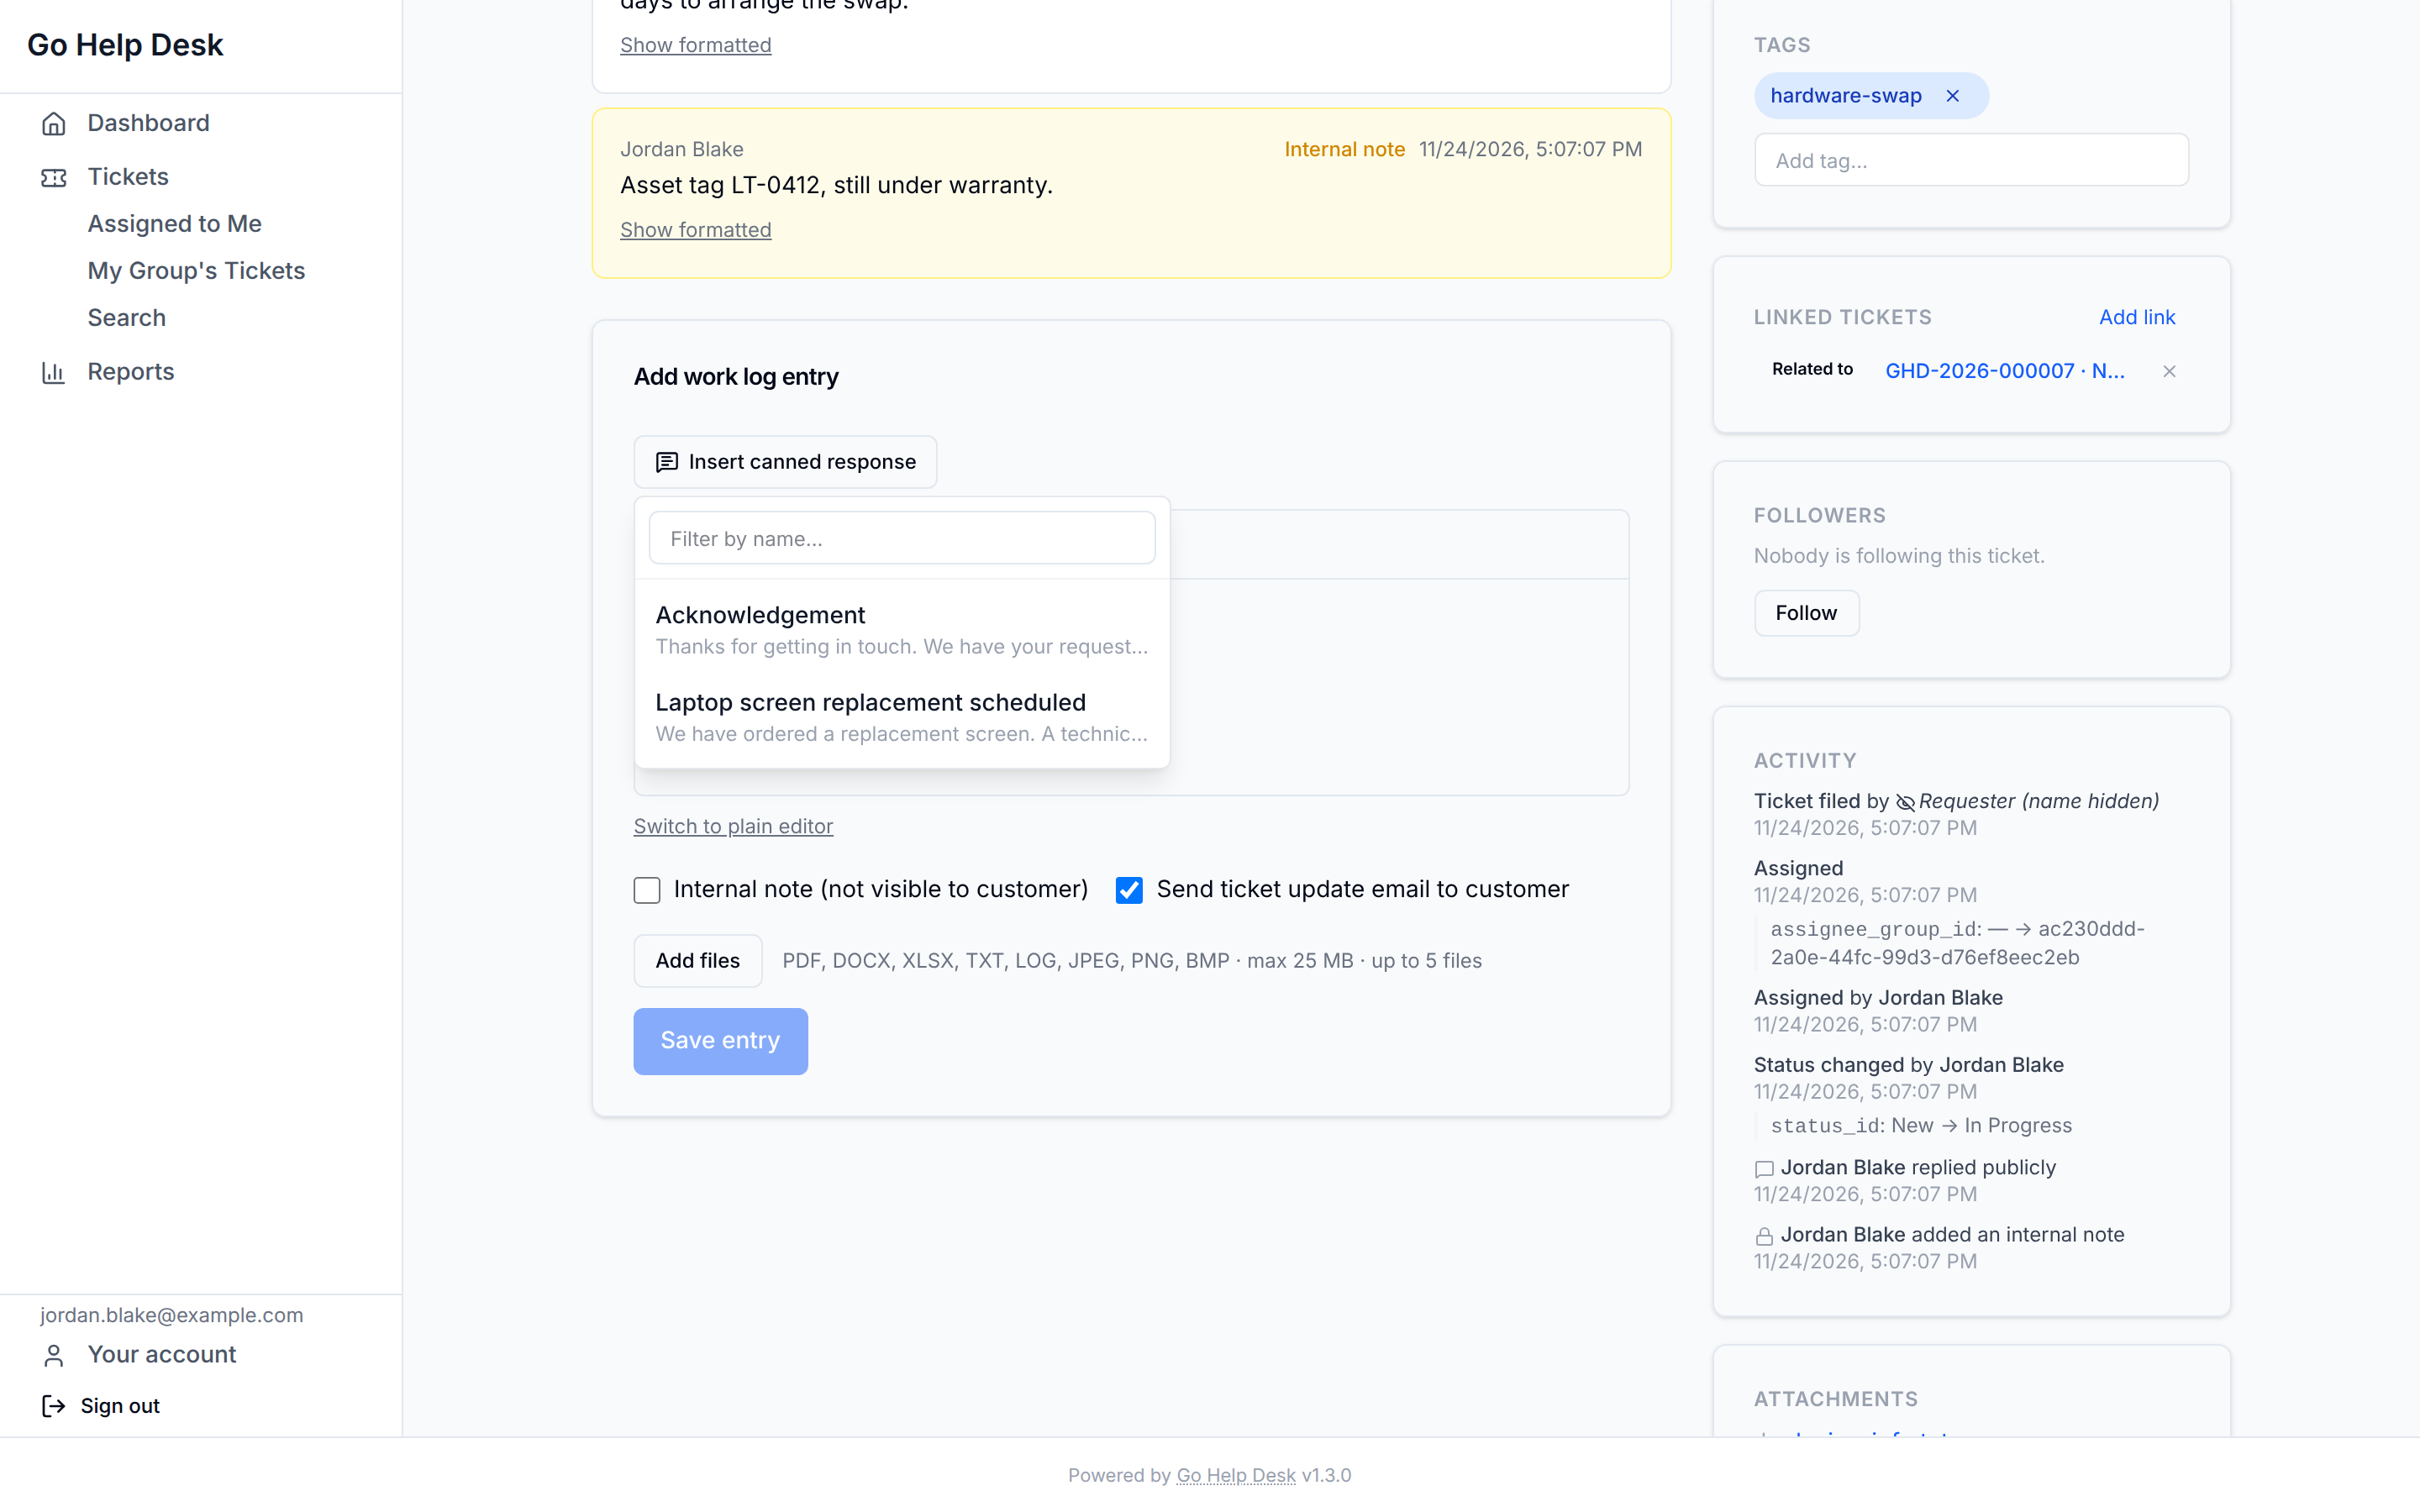 Go Help Desk
Dashboard
Tickets
Assigned to Me
My Group's Tickets
Search
Reports
jordan.blake@example.com
Your account
Sign out
days to arrange the swap.
Show formatted
Jordan Blake
Internal note 11/24/2026, 5:07:07 PM
Asset tag LT-0412, still under warranty.
Show formatted
Add work log entry
Insert canned response
Filter by name...
Acknowledgement
Thanks for getting in touch. We have your request...
Laptop screen replacement scheduled
We have ordered a replacement screen. A technic...
Switch to plain editor
Internal note (not visible to customer)
Send ticket update email to customer
Add files
PDF, DOCX, XLSX, TXT, LOG, JPEG, PNG, BMP · max 25 MB · up to 5 files
Save entry
TAGS
hardware-swap
Add tag...
LINKED TICKETS
Add link
Related to GHD-2026-000007 · N...
FOLLOWERS
Nobody is following this ticket.
Follow
ACTIVITY
Ticket filed by Requester (name hidden)
11/24/2026, 5:07:07 PM
Assigned
11/24/2026, 5:07:07 PM
assignee_group_id: — → ac230ddd-
2a0e-44fc-99d3-d76ef8eec2eb
Assigned by Jordan Blake
11/24/2026, 5:07:07 PM
Status changed by Jordan Blake
11/24/2026, 5:07:07 PM
status_id: New → In Progress
Jordan Blake replied publicly
11/24/2026, 5:07:07 PM
Jordan Blake added an internal note
11/24/2026, 5:07:07 PM
ATTACHMENTS
Powered by Go Help Desk v1.3.0